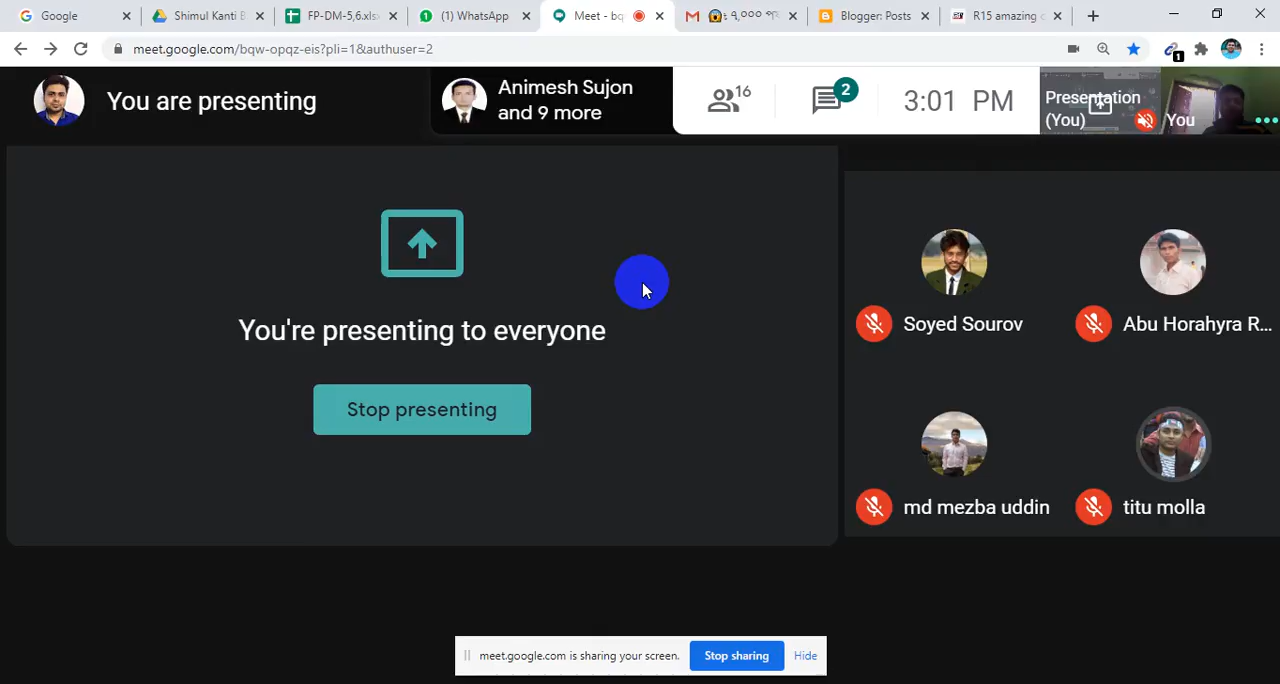 Google
Shimul Kanti B
FP-DM-5,6.xls
(1) WhatsApp
Meet - bq
৭,০০০ প
Blogger: Posts
R15 amazing
meet.google.com/bqw-opqz-eis?pli=1&authuser=2
1
You are presenting
Animesh Sujon
and 9 more
16
2
3:01 PM
Presentation
(You)
You
You're presenting to everyone
Stop presenting
Soyed Sourov
Abu Horahyra R...
md mezba uddin
titu molla
meet.google.com is sharing your screen.
Stop sharing
Hide